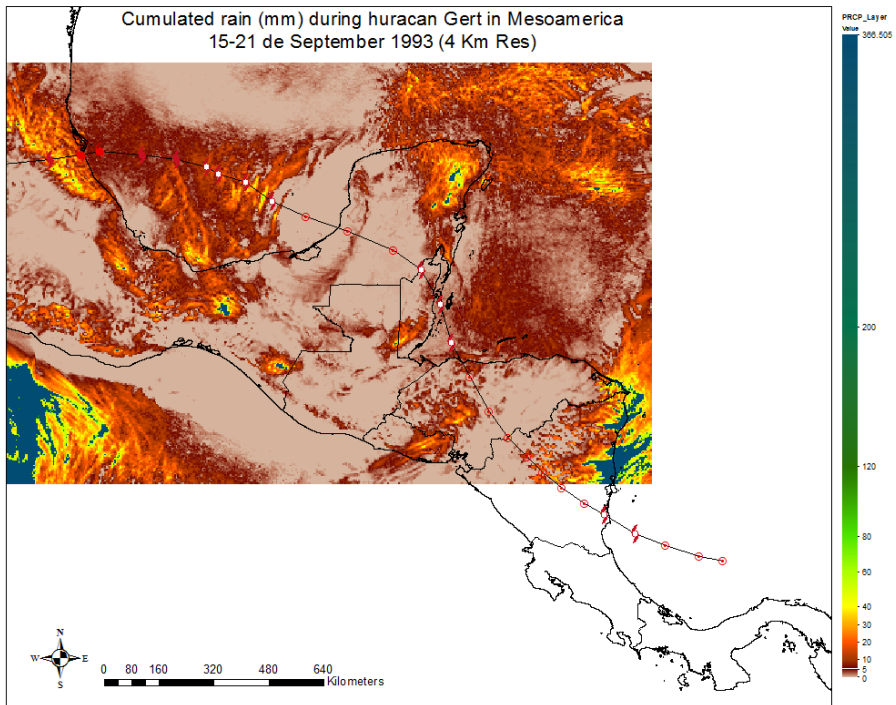 Cumulated rain (mm) during huracan Gert in Mesoamerica
15-21 de September 1993 (4 Km Res)
PRCP_Layer
Value
366.505
200
120
80
60
40
30
20
10
5
0
N
W E
S
0 80 160 320 480 640
Kilometers